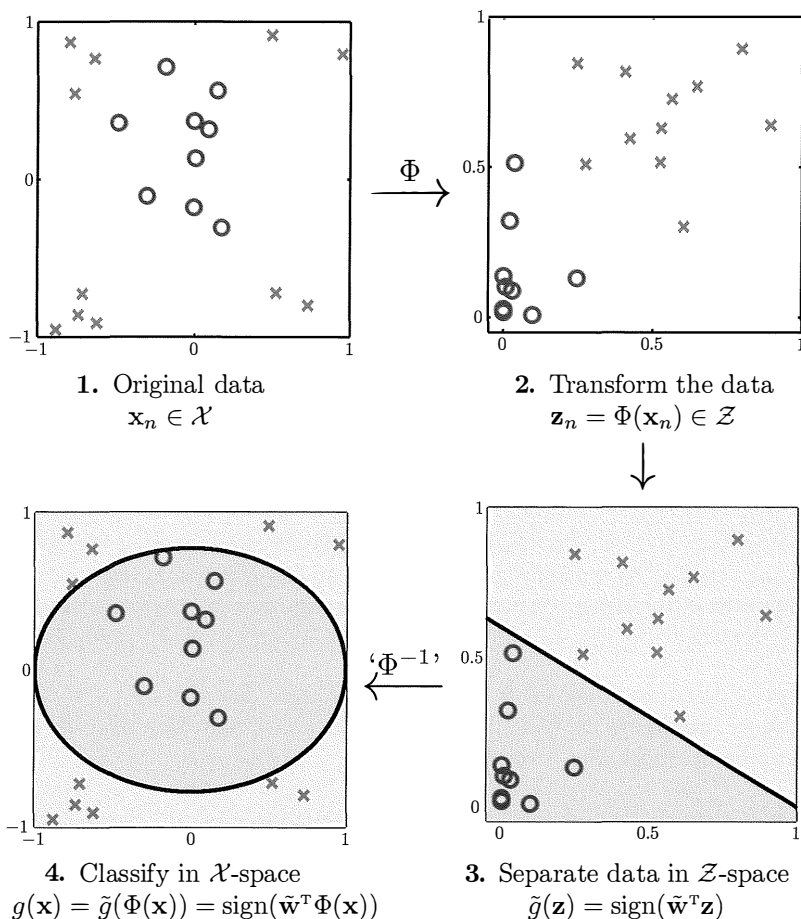 1
0
−1
−1
0
1
1. Original data
x_n ∈ 𝒳
Φ
1
0.5
0
0
0.5
1
2. Transform the data
z_n = Φ(x_n) ∈ 𝒵
1
0.5
0
0
0.5
1
3. Separate data in 𝒵-space
g̃(z) = sign(w̃ᵀz)
‘Φ⁻¹’
1
0
−1
−1
0
1
4. Classify in 𝒳-space
g(x) = g̃(Φ(x)) = sign(w̃ᵀΦ(x))